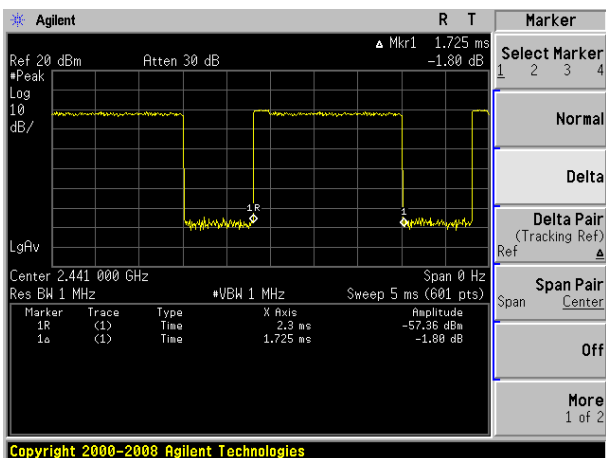 Agilent R T Marker
Δ Mkr1 1.725 ms
Ref 20 dBm Atten 30 dB -1.80 dB
#Peak
Log
10
dB/
1R
1
LgAv
Center 2.441 000 GHz Span 0 Hz
Res BW 1 MHz #VBW 1 MHz Sweep 5 ms (601 pts)
Marker Trace Type X Axis Amplitude
1R (1) Time 2.3 ms -57.36 dBm
1Δ (1) Time 1.725 ms -1.80 dB
Select Marker
1 2 3 4
Normal
Delta
Delta Pair
(Tracking Ref)
Ref Δ
Span Pair
Span Center
Off
More
1 of 2
Copyright 2000-2008 Agilent Technologies